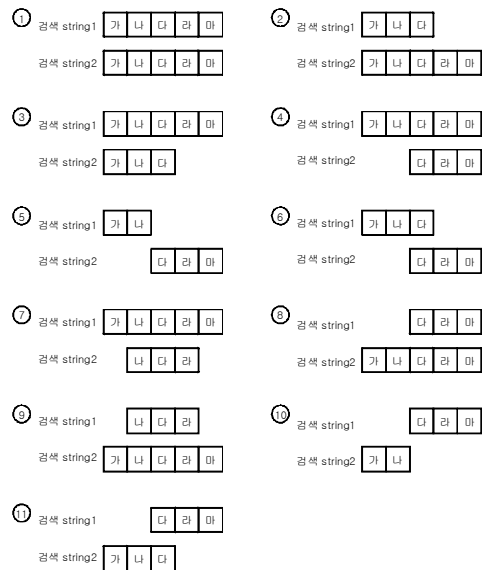 ① 검색 string1 가 나 다 라 마
검색 string2 가 나 다 라 마
② 검색 string1 가 나 다
검색 string2 가 나 다 라 마
③ 검색 string1 가 나 다 라 마
검색 string2 가 나 다
④ 검색 string1 가 나 다 라 마
검색 string2 다 라 마
⑤ 검색 string1 가 나
검색 string2 다 라 마
⑥ 검색 string1 가 나 다
검색 string2 다 라 마
⑦ 검색 string1 가 나 다 라 마
검색 string2 나 다 라
⑧ 검색 string1 다 라 마
검색 string2 가 나 다 라 마
⑨ 검색 string1 나 다 라
검색 string2 가 나 다 라 마
⑩ 검색 string1 다 라 마
검색 string2 가 나
⑪ 검색 string1 다 라 마
검색 string2 가 나 다